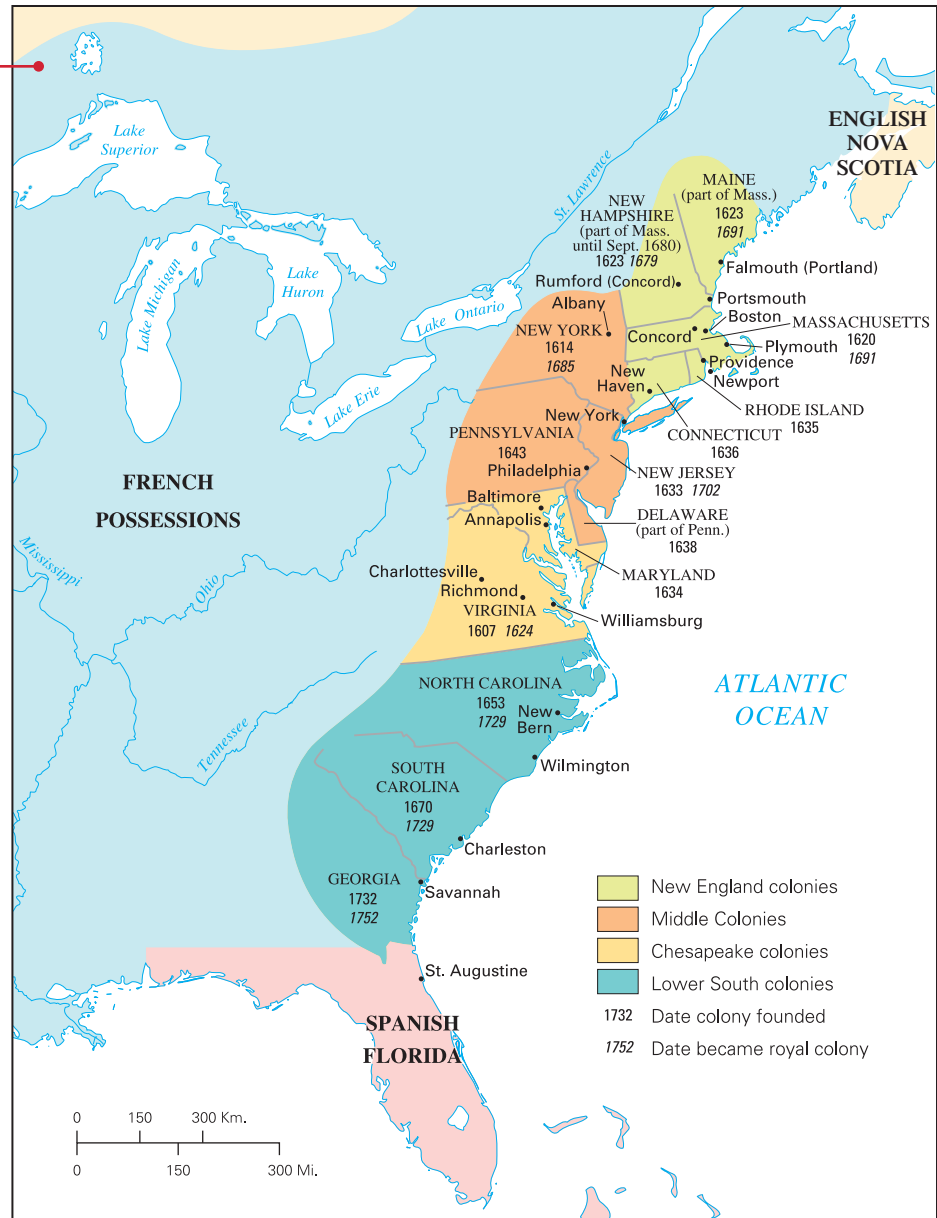 Lake
Superior
Lake
Michigan
Lake
Huron
Lake Ontario
Lake Erie
St. Lawrence
ENGLISH
NOVA
SCOTIA
MAINE
(part of Mass.)
1623
1691
NEW
HAMPSHIRE
(part of Mass.
until Sept. 1680)
1623 1679
Falmouth (Portland)
Rumford (Concord)
Portsmouth
Albany
Boston
NEW YORK
1614
1685
Concord
MASSACHUSETTS
1620
1691
Plymouth
Providence
Newport
New
Haven
RHODE ISLAND
1635
New York
CONNECTICUT
1636
PENNSYLVANIA
1643
Philadelphia
NEW JERSEY
1633 1702
FRENCH
POSSESSIONS
Baltimore
Annapolis
DELAWARE
(part of Penn.)
1638
Mississippi
Ohio
Charlottesville
Richmond
MARYLAND
1634
VIRGINIA
1607 1624
Williamsburg
NORTH CAROLINA
1653
1729
New
Bern
ATLANTIC
OCEAN
Tennessee
Wilmington
SOUTH
CAROLINA
1670
1729
Charleston
GEORGIA
1732
1752
Savannah
St. Augustine
SPANISH
FLORIDA
New England colonies
Middle Colonies
Chesapeake colonies
Lower South colonies
1732 Date colony founded
1752 Date became royal colony
0 150 300 Km.
0 150 300 Mi.